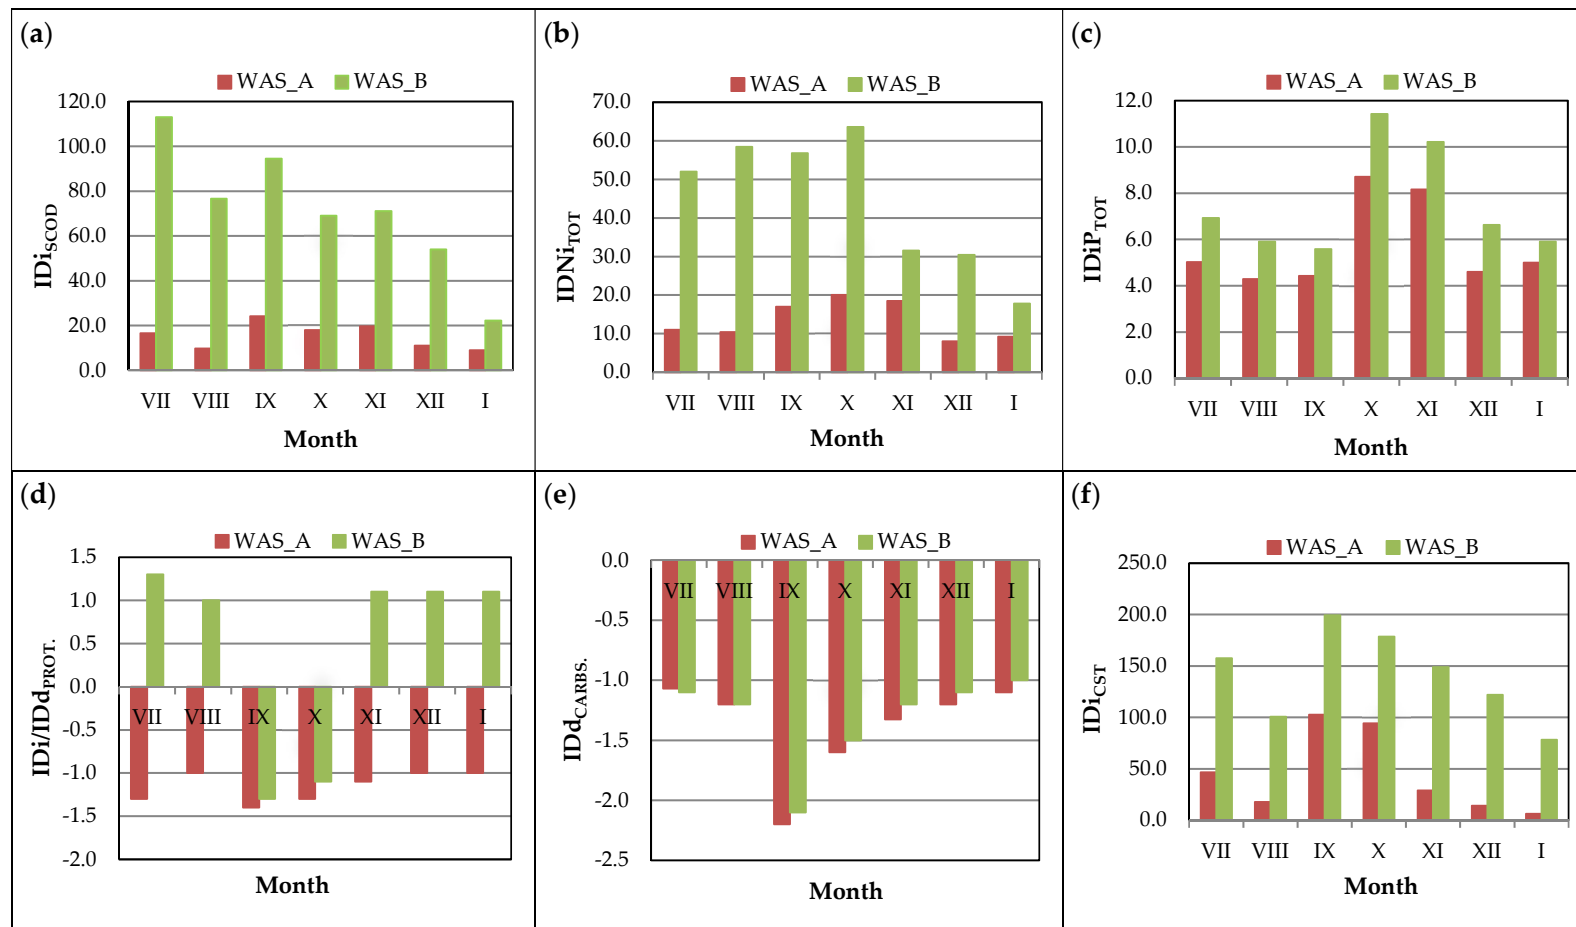 (a)
WAS_A WAS_B
120.0
100.0
80.0
60.0
40.0
20.0
0.0
IDiSCOD
VII VIII IX X XI XII I
Month
(b)
WAS_A WAS_B
70.0
60.0
50.0
40.0
30.0
20.0
10.0
0.0
IDNiTOT
VII VIII IX X XI XII I
Month
(c)
WAS_A WAS_B
12.0
10.0
8.0
6.0
4.0
2.0
0.0
IDiPTOT
VII VIII IX X XI XII I
Month
(d)
WAS_A WAS_B
1.5
1.0
0.5
0.0
-0.5
-1.0
-1.5
-2.0
IDi/IDdPROT.
VII VIII IX X XI XII I
Month
(e)
WAS_A WAS_B
0.0
-0.5
-1.0
-1.5
-2.0
-2.5
IDdCARBS.
VII VIII IX X XI XII I
Month
(f)
WAS_A WAS_B
250.0
200.0
150.0
100.0
50.0
0.0
IDiCST
VII VIII IX X XI XII I
Month